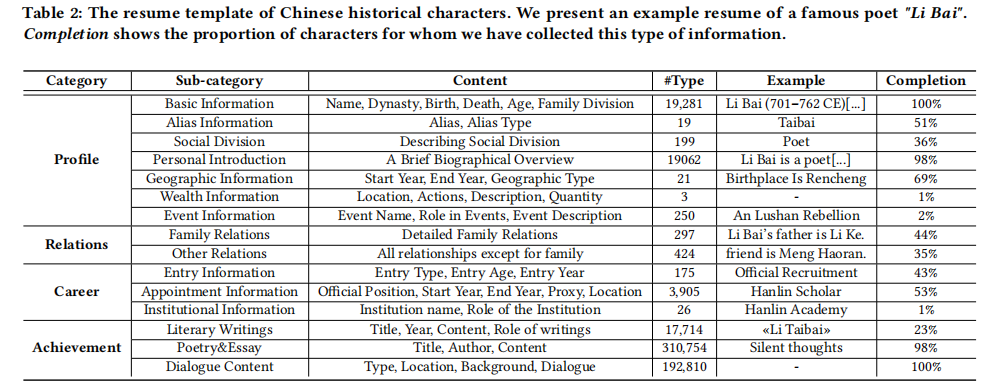 Table 2: The resume template of Chinese historical characters. We present an example resume of a famous poet "Li Bai".
Completion shows the proportion of characters for whom we have collected this type of information.
Category Sub-category Content #Type Example Completion
Profile
Basic Information Name, Dynasty, Birth, Death, Age, Family Division 19,281 Li Bai (701–762 CE)[...] 100%
Alias Information Alias, Alias Type 19 Taibai 51%
Social Division Describing Social Division 199 Poet 36%
Personal Introduction A Brief Biographical Overview 19062 Li Bai is a poet[...] 98%
Geographic Information Start Year, End Year, Geographic Type 21 Birthplace Is Rencheng 69%
Wealth Information Location, Actions, Description, Quantity 3 - 1%
Event Information Event Name, Role in Events, Event Description 250 An Lushan Rebellion 2%
Relations
Family Relations Detailed Family Relations 297 Li Bai's father is Li Ke. 44%
Other Relations All relationships except for family 424 friend is Meng Haoran. 35%
Career
Entry Information Entry Type, Entry Age, Entry Year 175 Official Recruitment 43%
Appointment Information Official Position, Start Year, End Year, Proxy, Location 3,905 Hanlin Scholar 53%
Institutional Information Institution name, Role of the Institution 26 Hanlin Academy 1%
Achievement
Literary Writings Title, Year, Content, Role of writings 17,714 «Li Taibai» 23%
Poetry&Essay Title, Author, Content 310,754 Silent thoughts 98%
Dialogue Content Type, Location, Background, Dialogue 192,810 - 100%